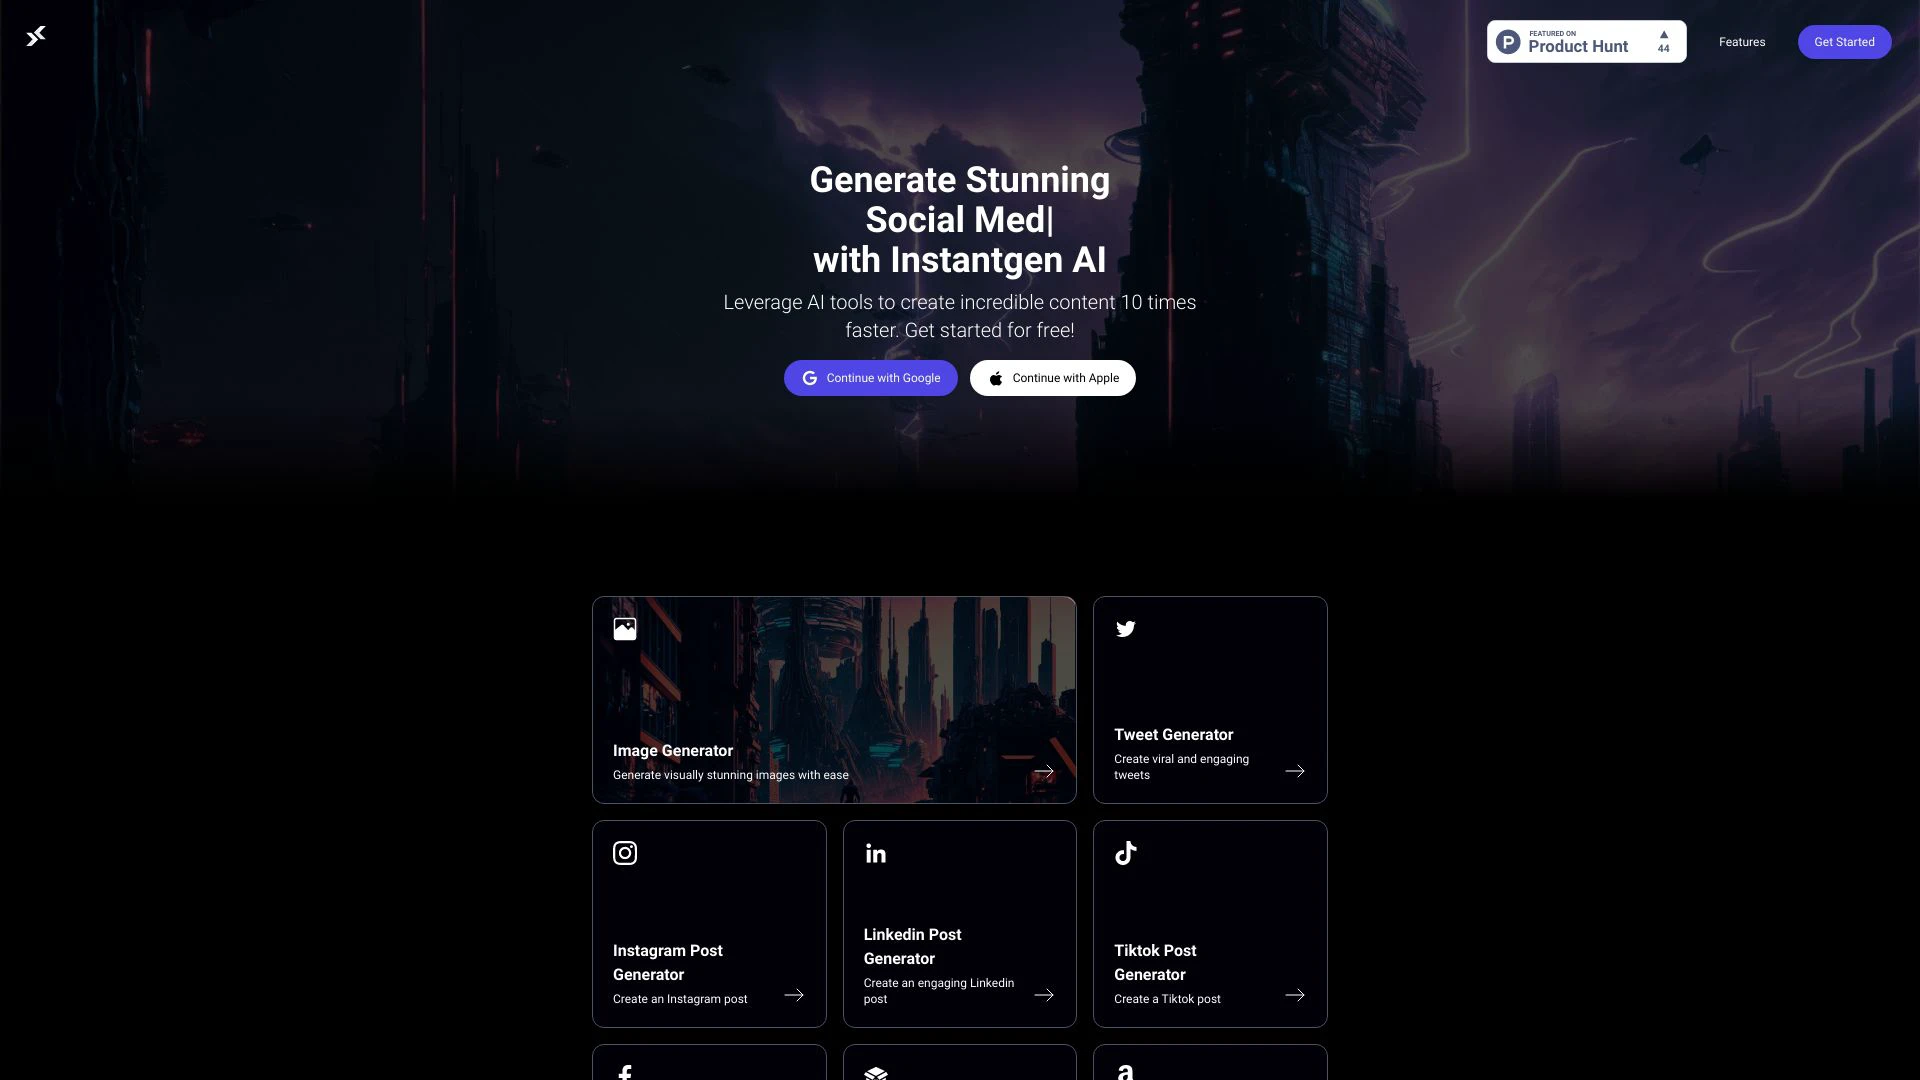 FEATURED ON
Product Hunt
▲
44
Features
Get Started
Generate Stunning
Social Med|
with Instantgen AI
Leverage AI tools to create incredible content 10 times
faster. Get started for free!
Continue with Google
Continue with Apple
Image Generator
Generate visually stunning images with ease
Tweet Generator
Create viral and engaging
tweets
Instagram Post
Generator
Create an Instagram post
Linkedin Post
Generator
Create an engaging Linkedin
post
Tiktok Post
Generator
Create a Tiktok post